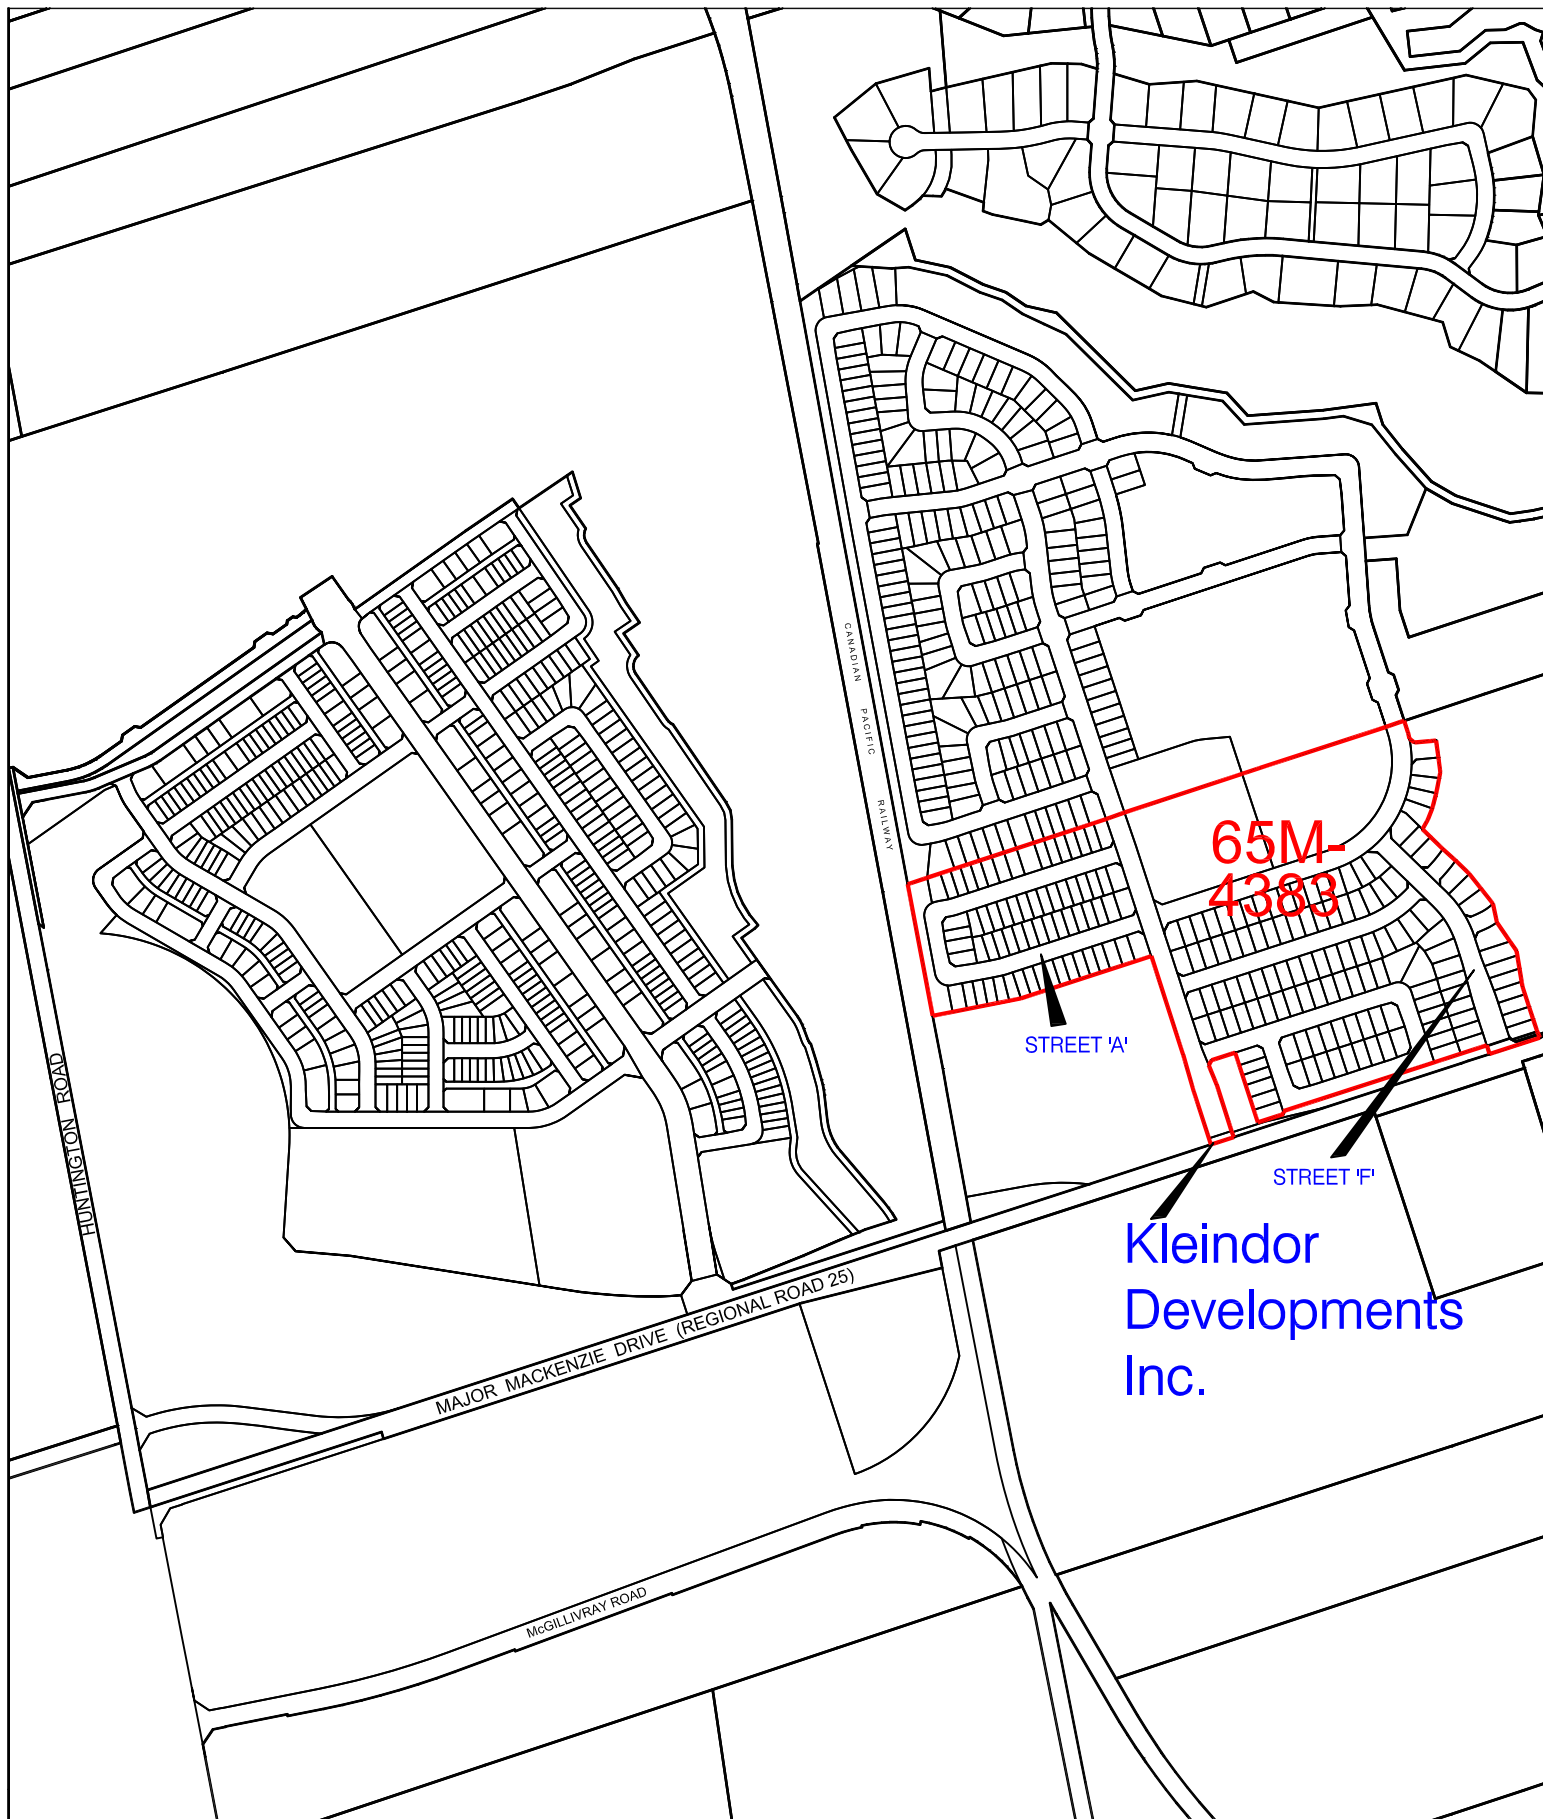 CANADIAN PACIFIC RAILWAY
65M-
4383
STREET 'A'
HUNTINGTON ROAD
STREET 'F'
Kleindor
Developments
Inc.
MAJOR MACKENZIE DRIVE (REGIONAL ROAD 25)
McGILLIVRAY ROAD